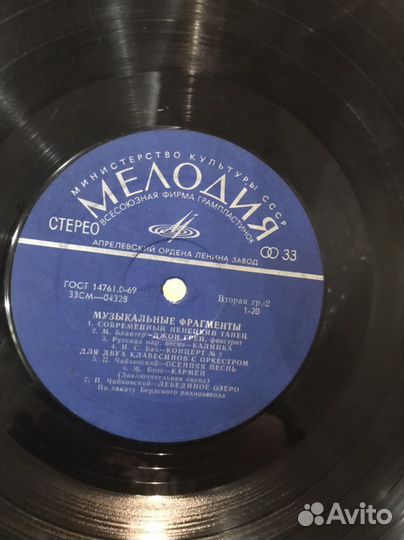 МИНИСТЕРСТВО КУЛЬТУРЫ СССР
МЕЛОДИЯ
ВСЕСОЮЗНАЯ ФИРМА ГРАМПЛАСТИНОК
СТЕРЕО
33
АПРЕЛЕВСКИЙ ОРДЕНА ЛЕНИНА ЗАВОД
ГОСТ 14761.0-69
33СМ—04328
Вторая гр.-2
1-20
МУЗЫКАЛЬНЫЕ ФРАГМЕНТЫ
1. СОВРЕМЕННЫЙ НЕНЕЦКИЙ ТАНЕЦ
2. М. Блантер—ДЖОН ГРЕЙ, фокстрот
3. Русская нар. песня—КАЛИНКА
4. И. С. Бах—КОНЦЕРТ № 2
ДЛЯ ДВУХ КЛАВЕСИНОВ С ОРКЕСТРОМ
5. П. Чайковский—ОСЕННЯЯ ПЕСНЬ
6. Ж. Бизе—КАРМЕН
(Заключительная сцена)
7. П. Чайковский—ЛЕБЕДИНОЕ ОЗЕРО
По заказу Бердского радиозавода
Avito